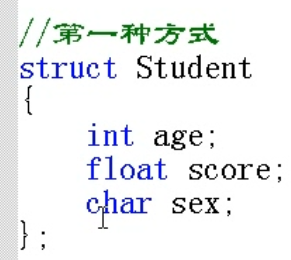 //第一种方式
struct Student
{
int age;
float score;
char sex;
};